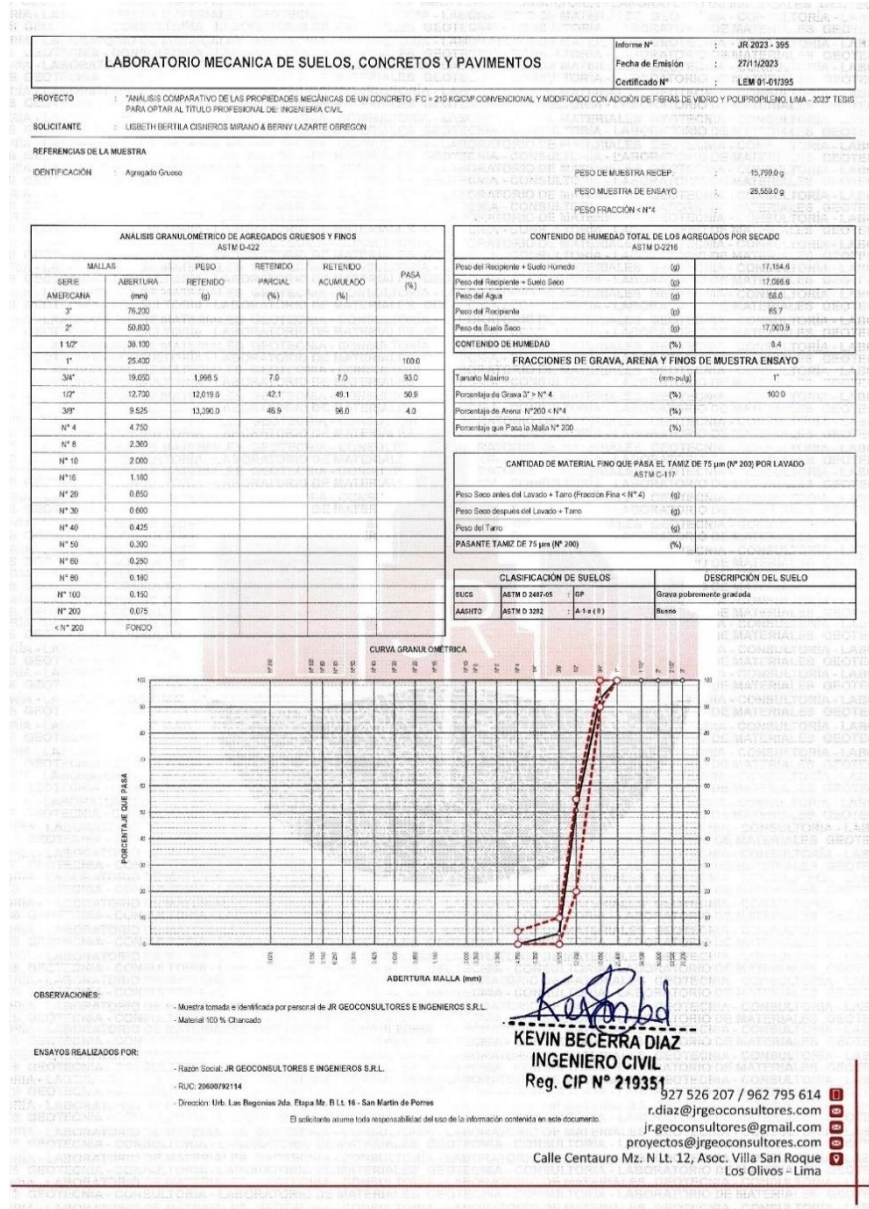 LABORATORIO MECANICA DE SUELOS, CONCRETOS Y PAVIMENTOS
Informe N° : JR 2023 - 395
Fecha de Emisión : 27/11/2023
Certificado N° : LEM 01-01/395
PROYECTO : "ANÁLISIS COMPARATIVO DE LAS PROPIEDADES MECÁNICAS DE UN CONCRETO F'C = 210 KG/CM² CONVENCIONAL Y MODIFICADO CON ADICIÓN DE FIBRAS DE VIDRIO Y POLIPROPILENO, LIMA - 2023" TESIS
PARA OPTAR AL TÍTULO PROFESIONAL DE: INGENIERIA CIVIL
SOLICITANTE : LISBETH BERTILA CISNEROS MIRANO & BERNY LAZARTE OBREGON
REFERENCIAS DE LA MUESTRA
IDENTIFICACIÓN : Agregado Grueso
PESO DE MUESTRA RECEP. : 15,799.0 g
PESO MUESTRA DE ENSAYO : 28,559.0 g
PESO FRACCIÓN < N°4
ANÁLISIS GRANULOMÉTRICO DE AGREGADOS GRUESOS Y FINOS
ASTM D-422
MALLAS PESO RETENIDO RETENIDO PASA
SERIE ABERTURA RETENIDO PARCIAL ACUMULADO (%)
AMERICANA (mm) (g) (%) (%)
3" 76.200
2" 50.800
1 1/2" 38.100
1" 25.400 100.0
3/4" 19.050 1,998.5 7.0 7.0 93.0
1/2" 12.700 12,019.6 42.1 49.1 50.9
3/8" 9.525 13,390.0 46.9 96.0 4.0
N° 4 4.750
N° 8 2.360
N° 10 2.000
N°16 1.180
N° 20 0.850
N° 30 0.600
N° 40 0.425
N° 50 0.300
N° 60 0.250
N° 80 0.180
N° 100 0.150
N° 200 0.075
< N° 200 FONDO
CONTENIDO DE HUMEDAD TOTAL DE LOS AGREGADOS POR SECADO
ASTM D-2216
Peso del Recipiente + Suelo Humedo (g) 17,154.6
Peso del Recipiente + Suelo Seco (g) 17,086.6
Peso del Agua (g) 68.0
Peso del Recipiente (g) 85.7
Peso de Suelo Seco (g) 17,000.9
CONTENIDO DE HUMEDAD (%) 0.4
FRACCIONES DE GRAVA, ARENA Y FINOS DE MUESTRA ENSAYO
Tamaño Máximo (mm-pulg) 1"
Porcentaje de Grava 3" > N° 4 (%) 100.0
Porcentaje de Arena N°200 < N°4 (%)
Porcentaje que Pasa la Malla N° 200 (%)
CANTIDAD DE MATERIAL FINO QUE PASA EL TAMIZ DE 75 µm (N° 200) POR LAVADO
ASTM C-117
Peso Seco antes del Lavado + Tarro (Fracción Fina < N° 4) (g)
Peso Seco después del Lavado + Tarro (g)
Peso del Tarro (g)
PASANTE TAMIZ DE 75 µm (N° 200) (%)
CLASIFICACIÓN DE SUELOS DESCRIPCIÓN DEL SUELO
SUCS ASTM D 2487-05 : GP Grava pobremente gradada
AASHTO ASTM D 3282 : A-1-a ( 0 ) Bueno
CURVA GRANULOMÉTRICA
PORCENTAJE QUE PASA
100
90
80
70
60
50
40
30
20
10
0
ABERTURA MALLA (mm)
OBSERVACIONES:
- Muestra tomada e identificada por personal de JR GEOCONSULTORES E INGENIEROS S.R.L.
- Material 100 % Chancado
KEVIN BECERRA DIAZ
INGENIERO CIVIL
Reg. CIP N° 219351
ENSAYOS REALIZADOS POR:
- Razón Social: JR GEOCONSULTORES E INGENIEROS S.R.L.
- RUC: 20600792114
- Dirección: Urb. Las Begonias 2da. Etapa Mz. B Lt. 16 - San Martin de Porres
El solicitante asume toda responsabilidad del uso de la información contenida en este documento.
927 526 207 / 962 795 614
r.diaz@jrgeoconsultores.com
jr.geoconsultores@gmail.com
proyectos@jrgeoconsultores.com
Calle Centauro Mz. N Lt. 12, Asoc. Villa San Roque
Los Olivos - Lima